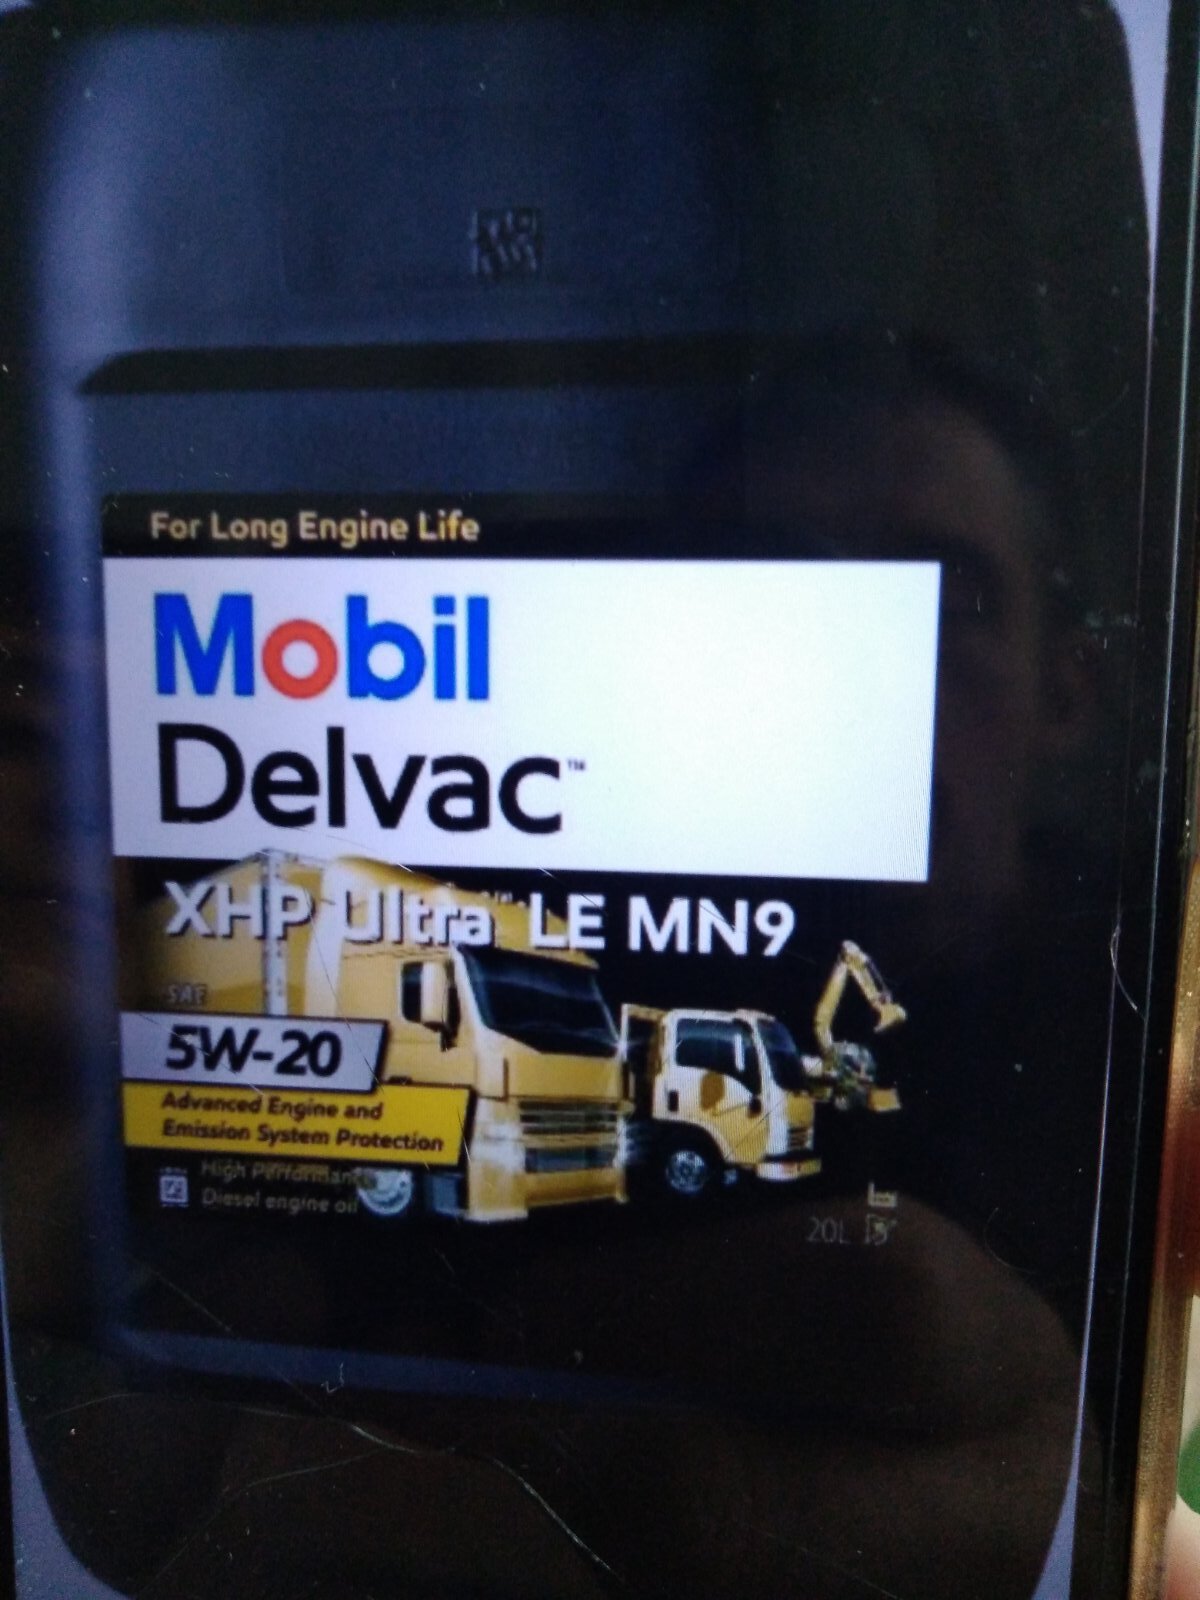 For Long Engine Life
Mobil
Delvac™
XHP Ultra LE MN9
SAE
5W-20
Advanced Engine and
Emission System Protection
High Performance
Diesel engine oil
20L